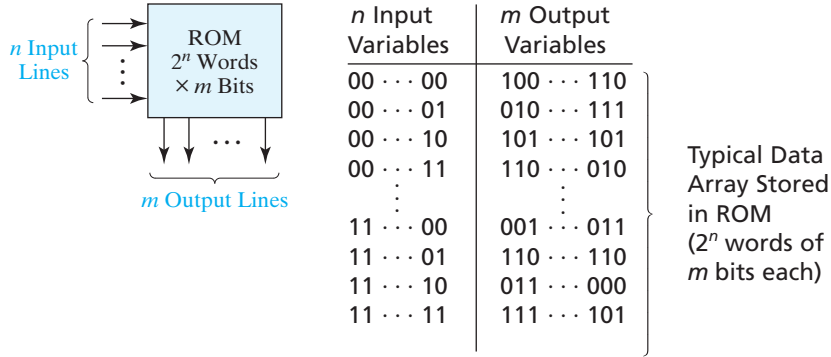 n Input
Lines
ROM
2ⁿ Words
× m Bits
m Output Lines
n Input Variables | m Output Variables
00 ··· 00 100 ··· 110
00 ··· 01 010 ··· 111
00 ··· 10 101 ··· 101
00 ··· 11 110 ··· 010
11 ··· 00 001 ··· 011
11 ··· 01 110 ··· 110
11 ··· 10 011 ··· 000
11 ··· 11 111 ··· 101
Typical Data
Array Stored
in ROM
(2ⁿ words of
m bits each)